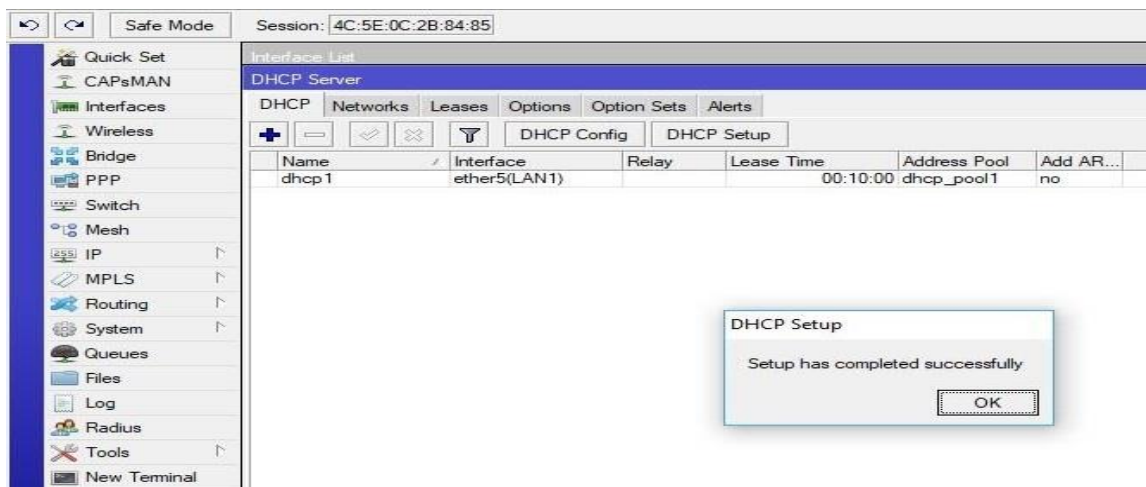 Safe Mode Session: 4C:5E:0C:2B:84:85
Quick Set
CAPsMAN
Interfaces
Wireless
Bridge
PPP
Switch
Mesh
255 IP
MPLS
Routing
System
Queues
Files
Log
Radius
Tools
New Terminal
Interface List
DHCP Server
DHCP Networks Leases Options Option Sets Alerts
DHCP Config DHCP Setup
Name Interface Relay Lease Time Address Pool Add AR...
dhcp1 ether5(LAN1) 00:10:00 dhcp_pool1 no
DHCP Setup
Setup has completed successfully
OK